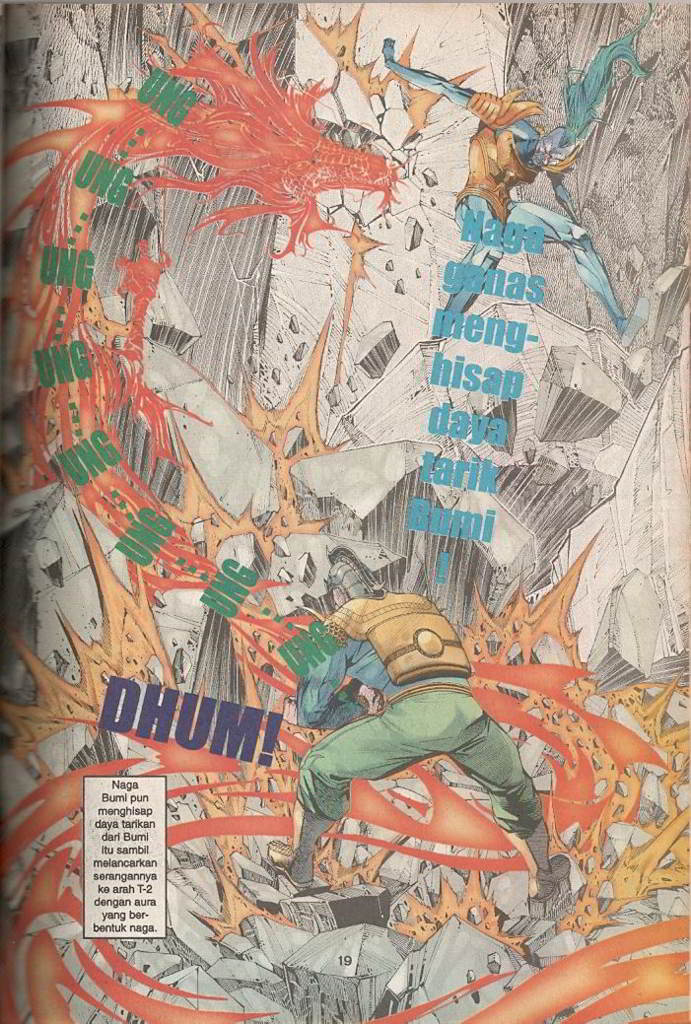 UNG
...
UNG
...
UNG
...
UNG
...
UNG
...
UNG
...
UNG
...
UNG
Naga
ganas
meng-
hisap
daya
tarik
Bumi
!
DHUM!
Naga
Bumi pun
menghisap
daya tarikan
dari Bumi
itu sambil
melancarkan
serangannya
ke arah T-2
dengan aura
yang ber-
bentuk naga.
19